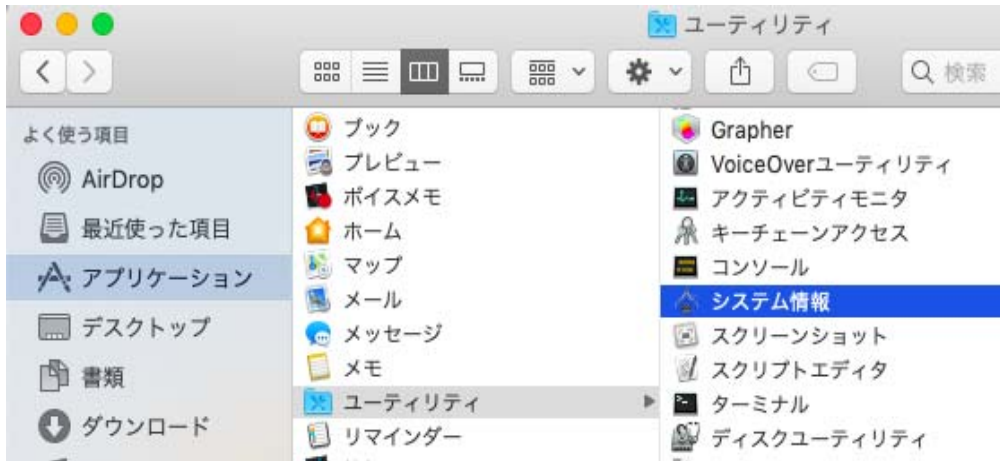 ユーティリティ
検索
よく使う項目
AirDrop
最近使った項目
アプリケーション
デスクトップ
書類
ダウンロード
ブック
プレビュー
ボイスメモ
ホーム
マップ
メール
メッセージ
メモ
ユーティリティ
リマインダー
Grapher
VoiceOverユーティリティ
アクティビティモニタ
キーチェーンアクセス
コンソール
システム情報
スクリーンショット
スクリプトエディタ
ターミナル
ディスクユーティリティ